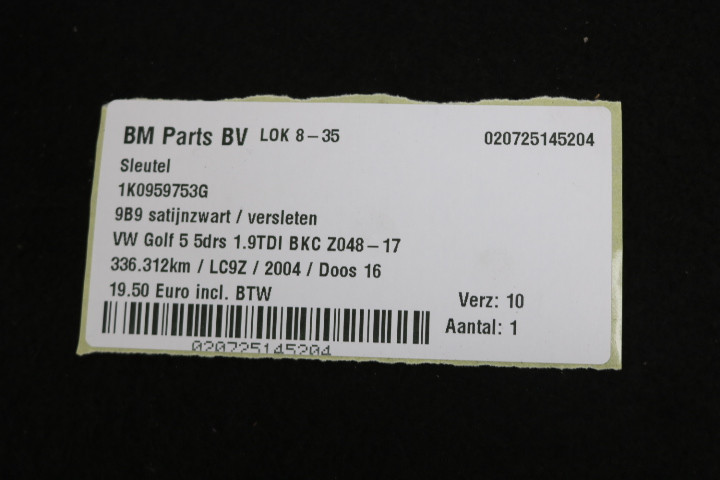 BM Parts BV LOK 8-35 020725145204
Sleutel
1K0959753G
9B9 satijnzwart / versleten
VW Golf 5 5drs 1.9TDI BKC Z048-17
336.312km / LC9Z / 2004 / Doos 16
19.50 Euro incl. BTW Verz: 10
Aantal: 1
020725145204